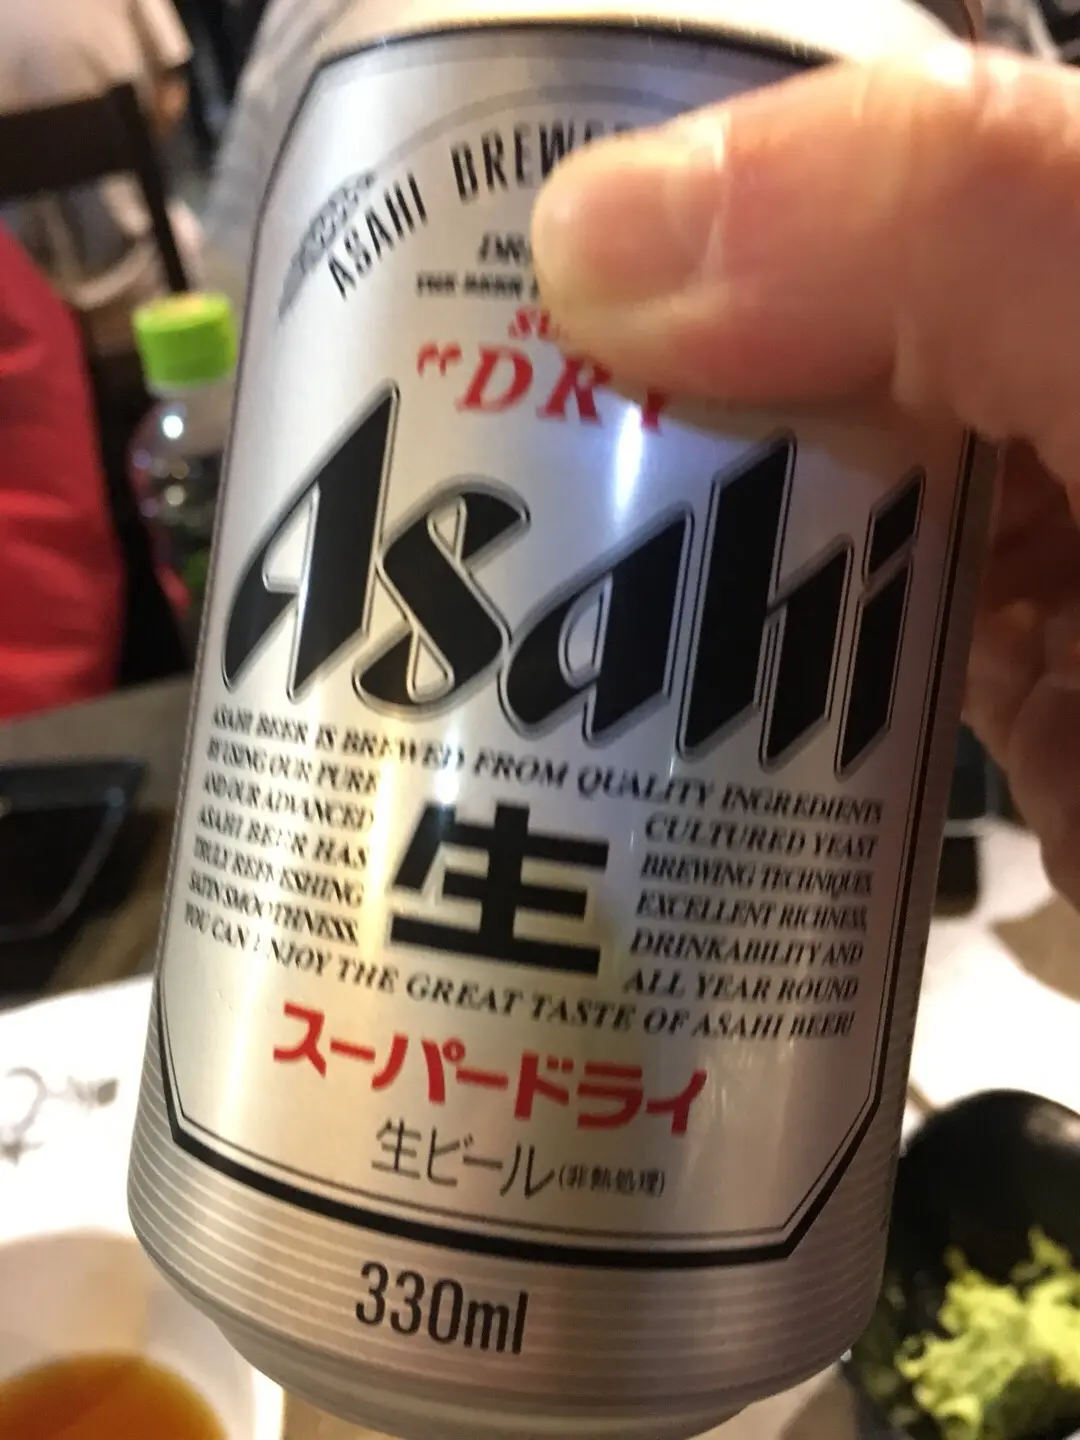 ASAHI BREWE
"DRY
Asahi
ASAHI BEER IS BREWED FROM QUALITY INGREDIENTS
BY USING OUR PURE CULTURED YEAST
AND OUR ADVANCED BREWING TECHNIQUES.
ASAHI BEER HAS EXCELLENT RICHNESS,
TRULY REFRESHING DRINKABILITY AND
SATIN SMOOTHNESS. ALL YEAR ROUND
YOU CAN ENJOY THE GREAT TASTE OF ASAHI BEER!
生
スーパードライ
生ビール(非熱処理)
330ml